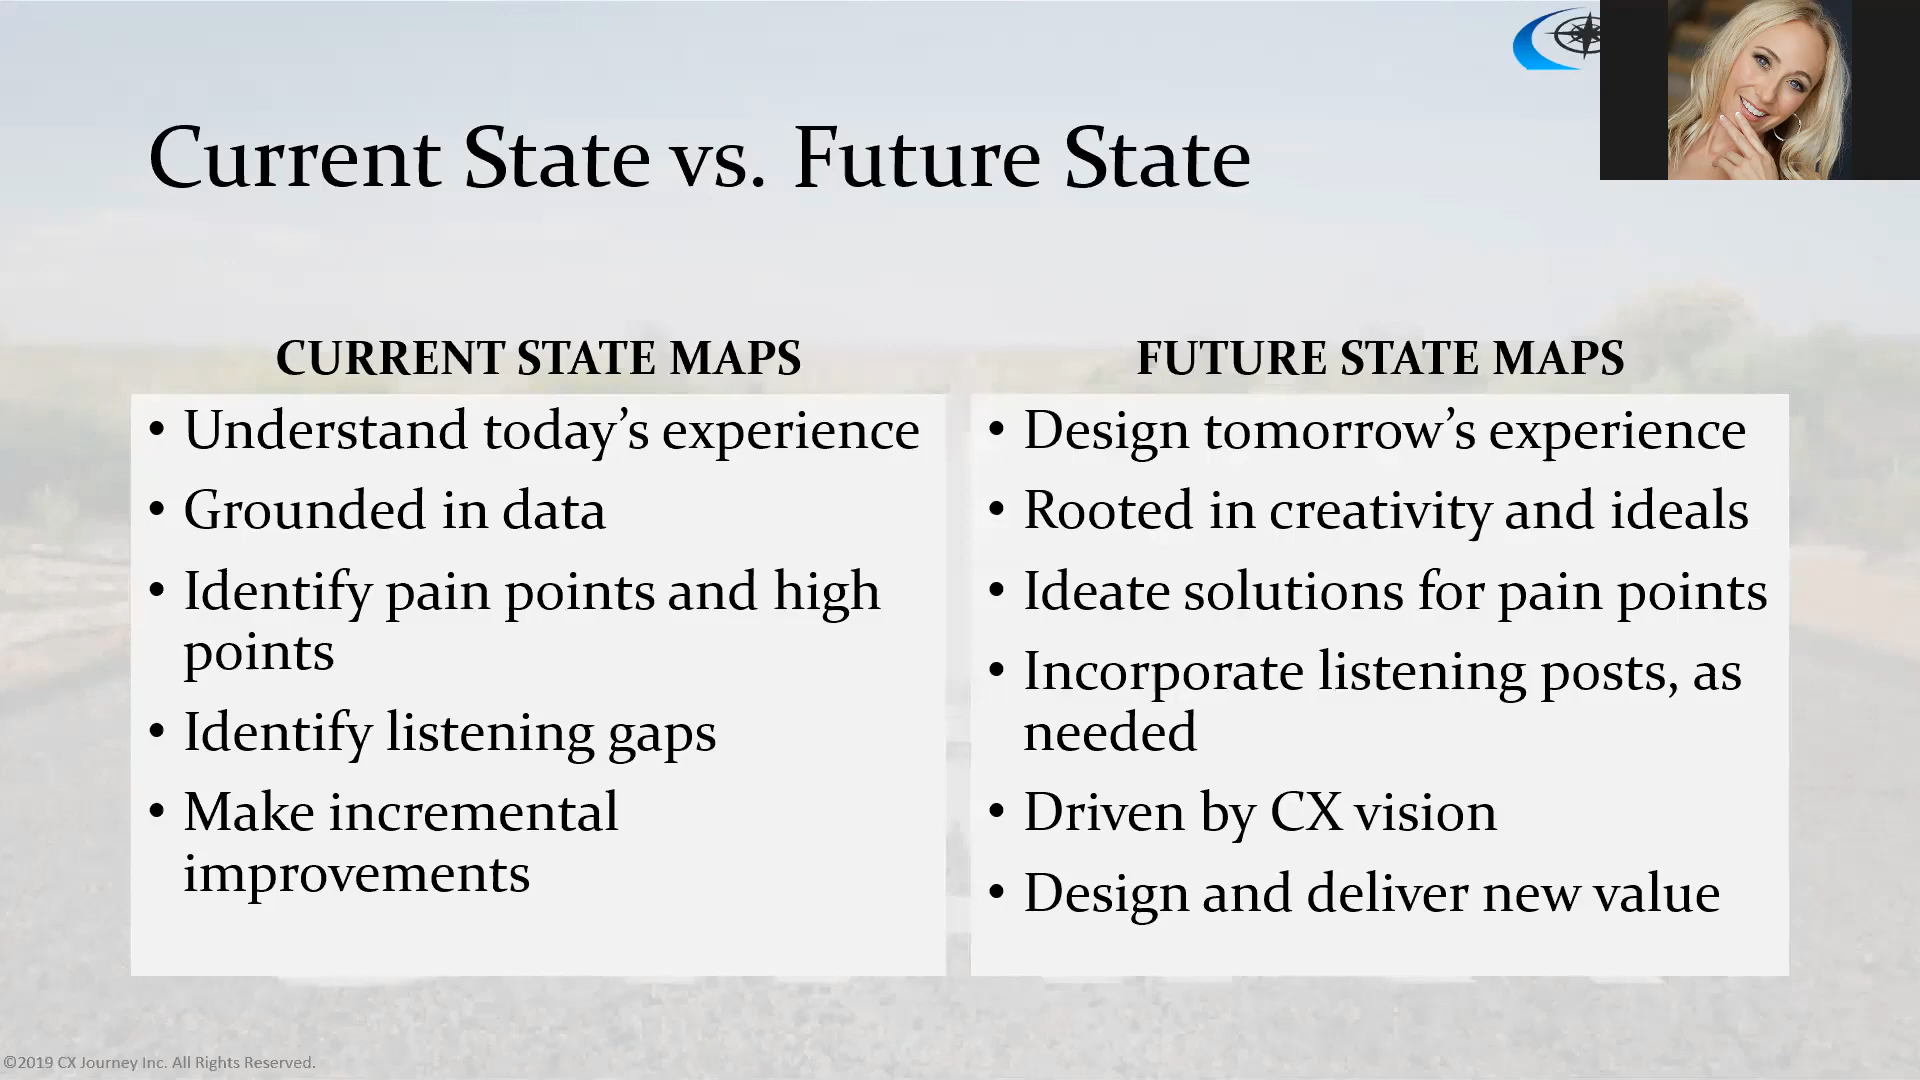 Current State vs. Future State
CURRENT STATE MAPS
• Understand today’s experience
• Grounded in data
• Identify pain points and high
points
• Identify listening gaps
• Make incremental
improvements
FUTURE STATE MAPS
• Design tomorrow’s experience
• Rooted in creativity and ideals
• Ideate solutions for pain points
• Incorporate listening posts, as
needed
• Driven by CX vision
• Design and deliver new value
©2019 CX Journey Inc. All Rights Reserved.